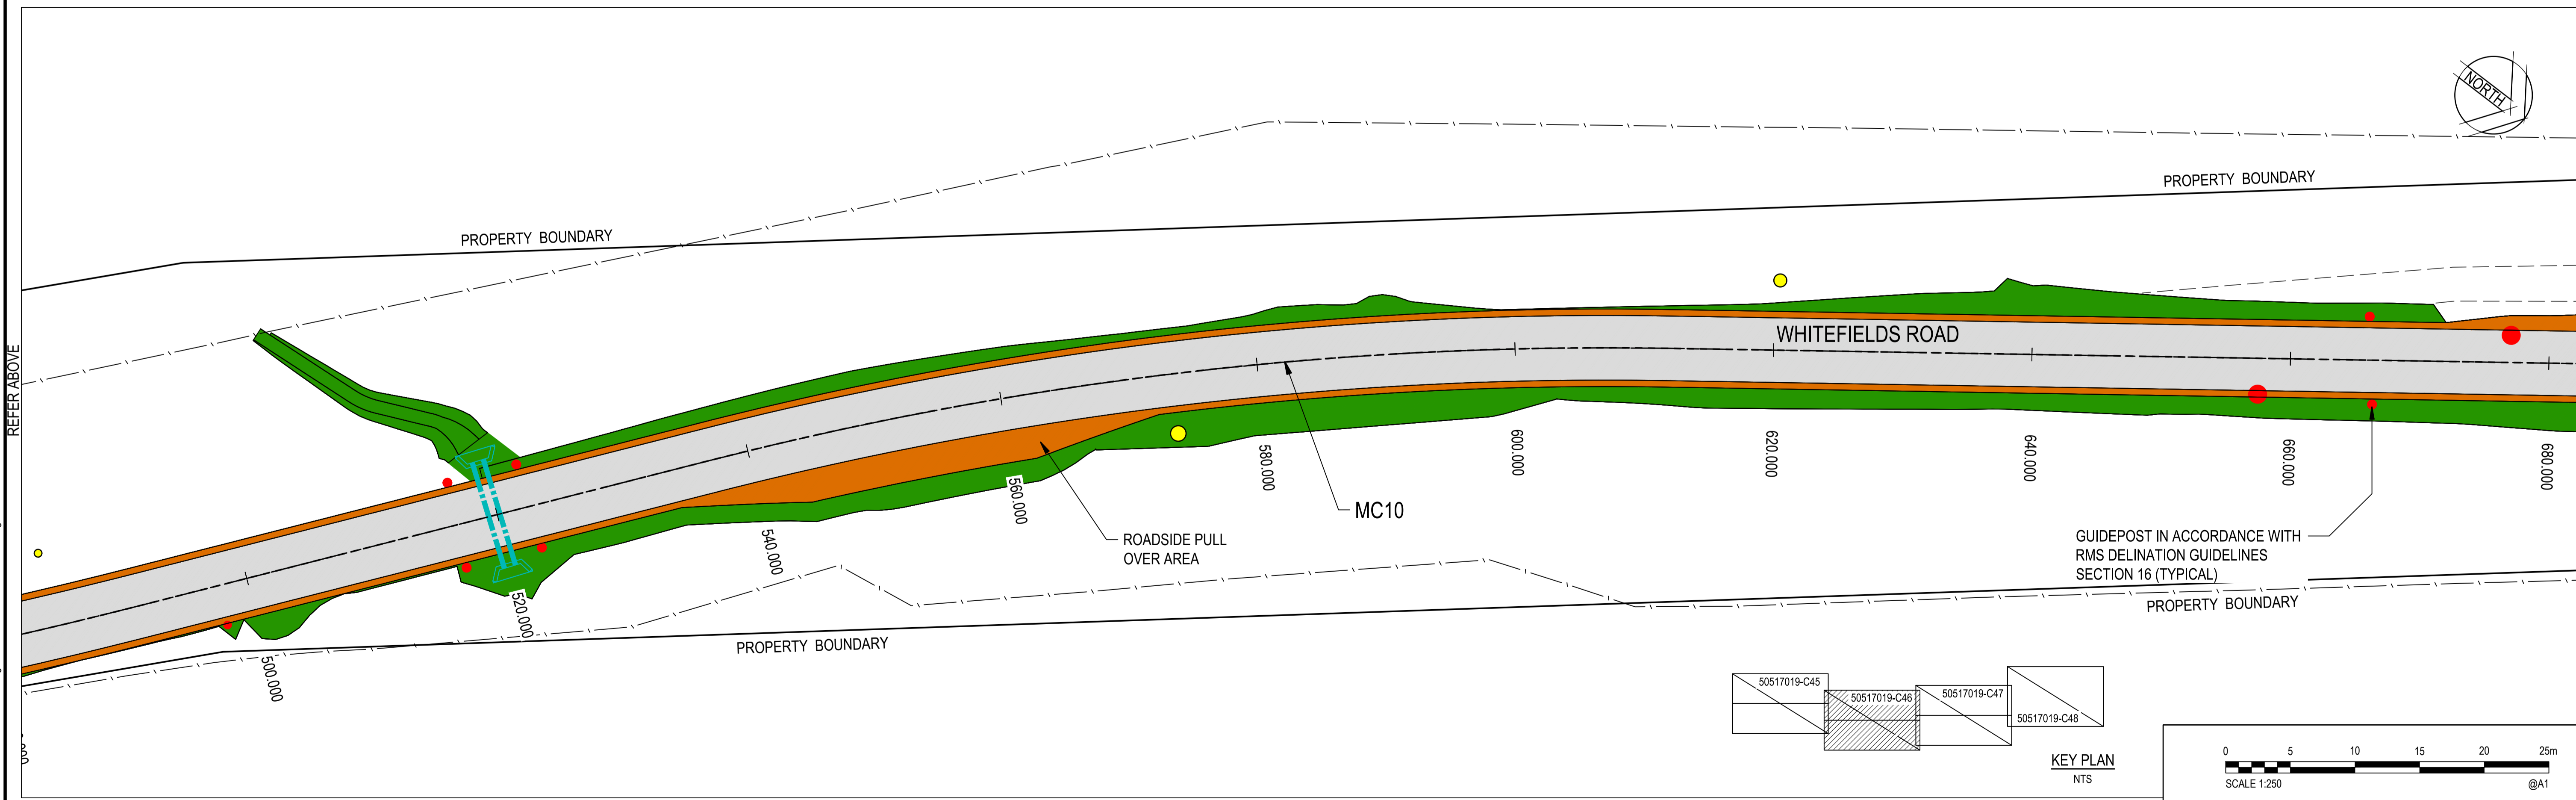 NORTH
PROPERTY BOUNDARY
PROPERTY BOUNDARY
WHITEFIELDS ROAD
REFER ABOVE
500.000
520.000
540.000
560.000
580.000
600.000
620.000
640.000
660.000
680.000
MC10
ROADSIDE PULL
OVER AREA
GUIDEPOST IN ACCORDANCE WITH
RMS DELINATION GUIDELINES
SECTION 16 (TYPICAL)
PROPERTY BOUNDARY
PROPERTY BOUNDARY
50517019-C45
50517019-C46
50517019-C47
50517019-C48
KEY PLAN
NTS
0 5 10 15 20 25m
SCALE 1:250 @A1